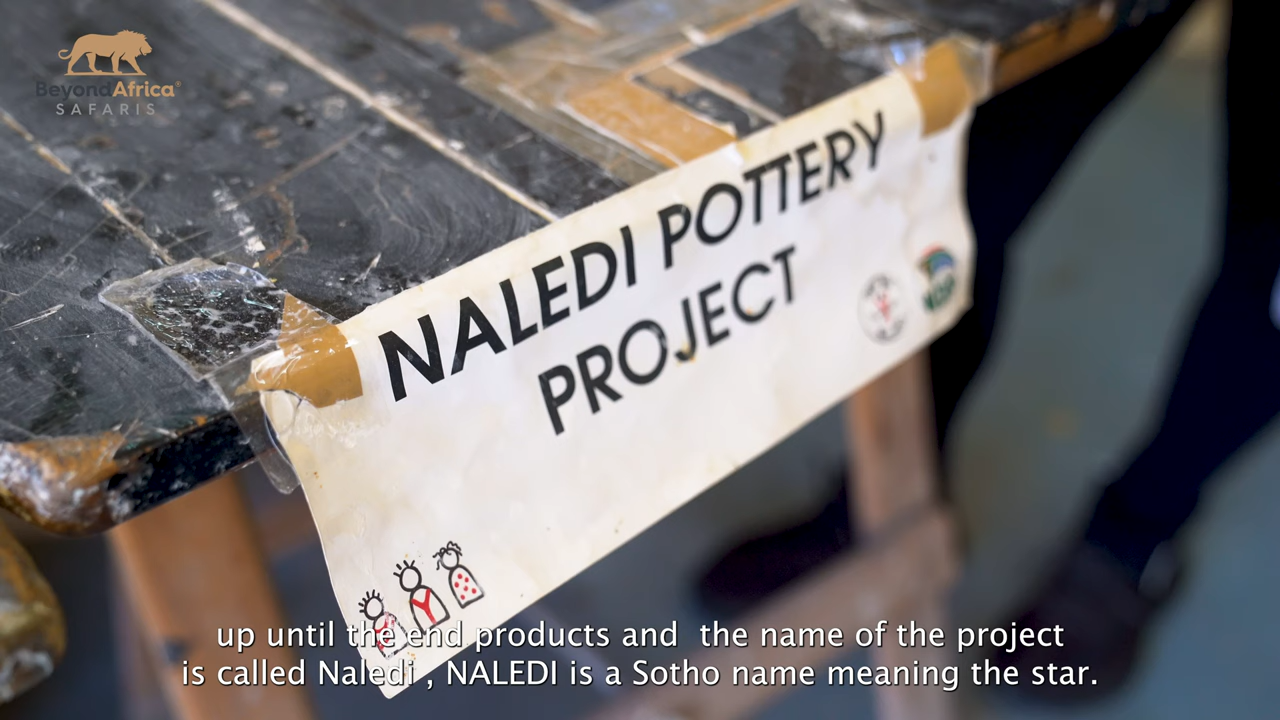 BeyondAfrica®
SAFARIS
NALEDI POTTERY
PROJECT
up until the end products and  the name of the project
is called Naledi , NALEDI is a Sotho name meaning the star.